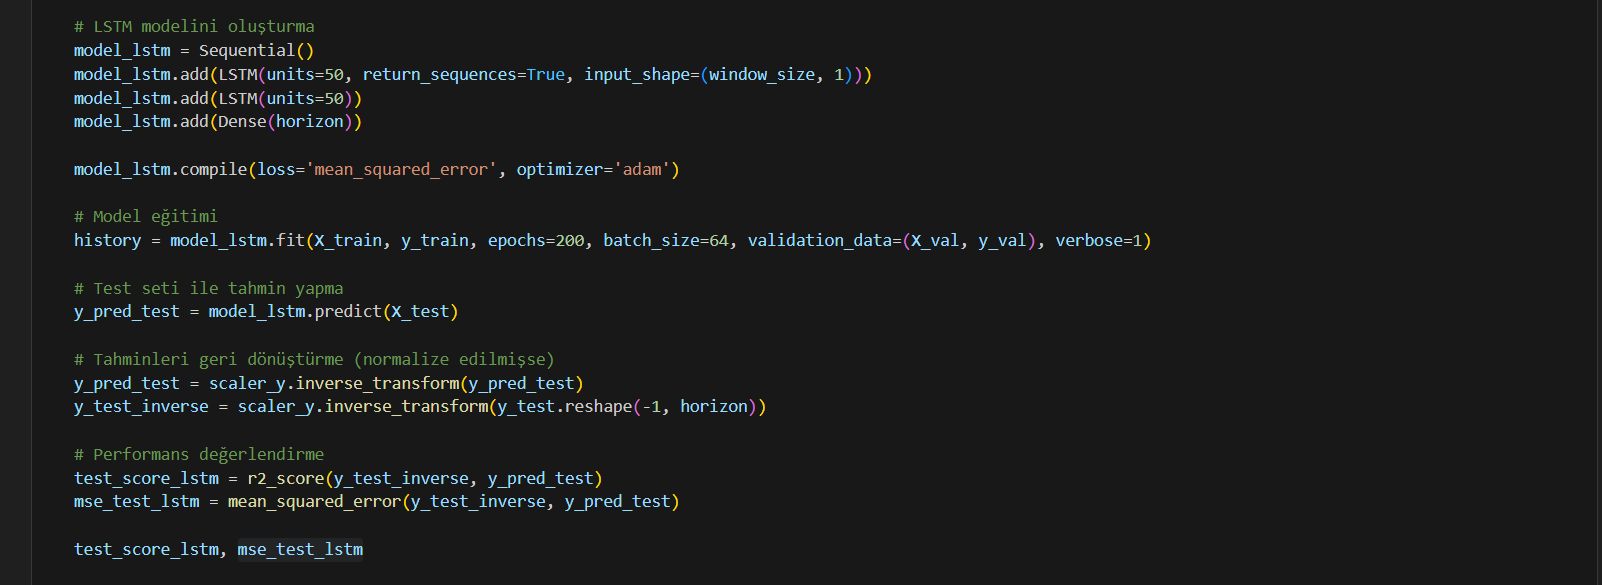 # LSTM modelini oluşturma
model_lstm = Sequential()
model_lstm.add(LSTM(units=50, return_sequences=True, input_shape=(window_size, 1)))
model_lstm.add(LSTM(units=50))
model_lstm.add(Dense(horizon))
model_lstm.compile(loss='mean_squared_error', optimizer='adam')
# Model eğitimi
history = model_lstm.fit(X_train, y_train, epochs=200, batch_size=64, validation_data=(X_val, y_val), verbose=1)
# Test seti ile tahmin yapma
y_pred_test = model_lstm.predict(X_test)
# Tahminleri geri dönüştürme (normalize edilmişse)
y_pred_test = scaler_y.inverse_transform(y_pred_test)
y_test_inverse = scaler_y.inverse_transform(y_test.reshape(-1, horizon))
# Performans değerlendirme
test_score_lstm = r2_score(y_test_inverse, y_pred_test)
mse_test_lstm = mean_squared_error(y_test_inverse, y_pred_test)
test_score_lstm, mse_test_lstm